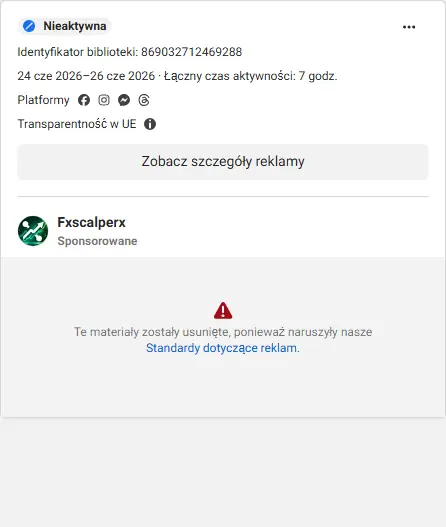 Nieaktywna
Identyfikator biblioteki: 869032712469288
24 cze 2026–26 cze 2026 · Łączny czas aktywności: 7 godz.
Platformy
Transparentność w UE
Zobacz szczegóły reklamy
Fxscalperx
Sponsorowane
Te materiały zostały usunięte, ponieważ naruszyły nasze
Standardy dotyczące reklam.